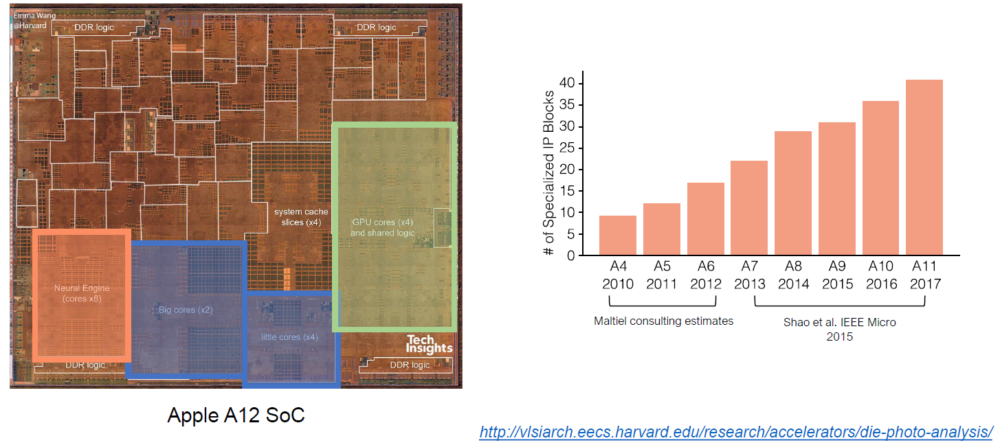 Emma Wang
@Harvard
DDR logic
DDR logic
system cache
slices (x4)
GPU cores (x4)
and shared logic
Neural Engine
(cores x8)
Big cores (x2)
little cores (x4)
Tech
Insights
DDR logic
DDR logic
Apple A12 SoC
# of Specialized IP Blocks
40
35
30
25
20
15
10
5
0
A4 A5 A6 A7 A8 A9 A10 A11
2010 2011 2012 2013 2014 2015 2016 2017
Maltiel consulting estimates
Shao et al. IEEE Micro
2015
http://vlsiarch.eecs.harvard.edu/research/accelerators/die-photo-analysis/